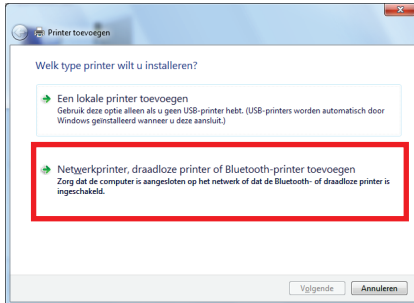 Printer toevoegen
Welk type printer wilt u installeren?
Een lokale printer toevoegen
Gebruik deze optie alleen als u geen USB-printer hebt. (USB-printers worden automatisch door
Windows geïnstalleerd wanneer u deze aansluit.)
Netwerkprinter, draadloze printer of Bluetooth-printer toevoegen
Zorg dat de computer is aangesloten op het netwerk of dat de Bluetooth- of draadloze printer is
ingeschakeld.
Volgende Annuleren